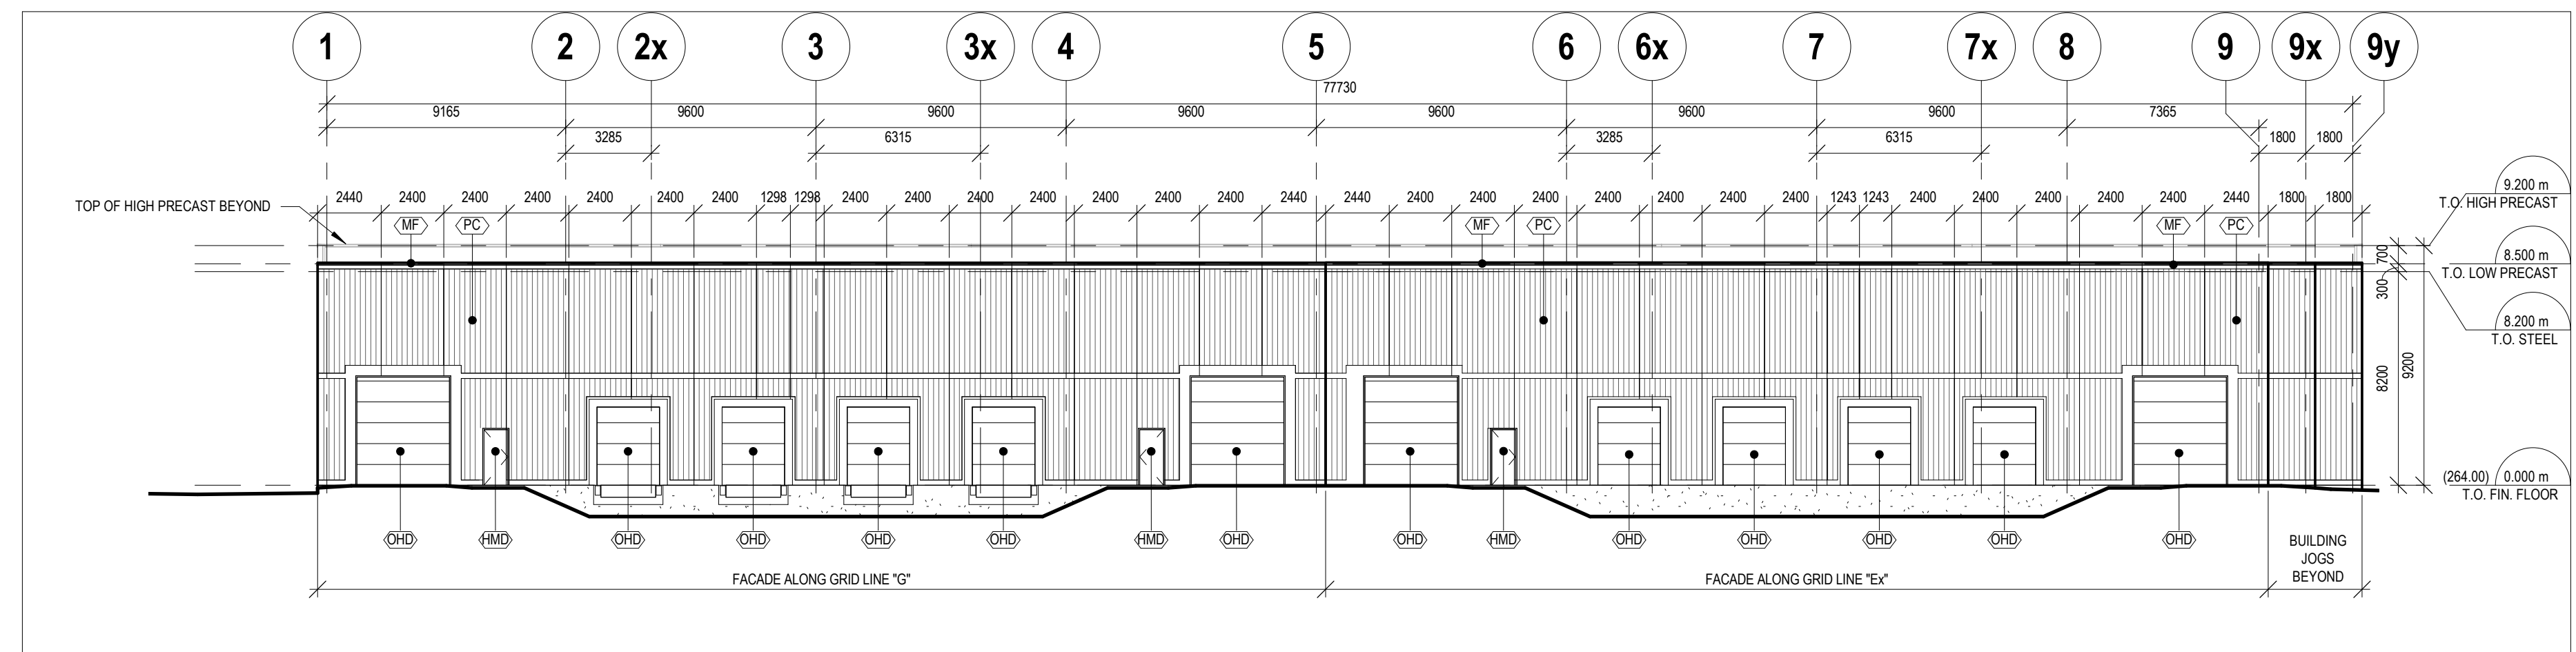 1 2 2x 3 3x 4 5 6 6x 7 7x 8 9 9x 9y
77730
9165 9600 9600 9600 9600 9600 9600 7365
3285 6315 3285 6315 1800 1800
2440 2400 2400 2400 2400 2400 2400 1298 1298 2400 2400 2400 2400 2400 2400 2400 2440 2440 2400 2400 2400 2400 2400 2400 2400 1243 1243 2400 2400 2400 2400 2400 2440 1800 1800
TOP OF HIGH PRECAST BEYOND
MF PC MF PC MF PC
9.200 m
T.O. HIGH PRECAST
700
8.500 m
T.O. LOW PRECAST
300
8.200 m
T.O. STEEL
8200
9200
(264.00) 0.000 m
T.O. FIN. FLOOR
OHD HMD OHD OHD OHD OHD HMD OHD OHD HMD OHD OHD OHD OHD OHD
FACADE ALONG GRID LINE "G"
FACADE ALONG GRID LINE "Ex"
BUILDING
JOGS
BEYOND